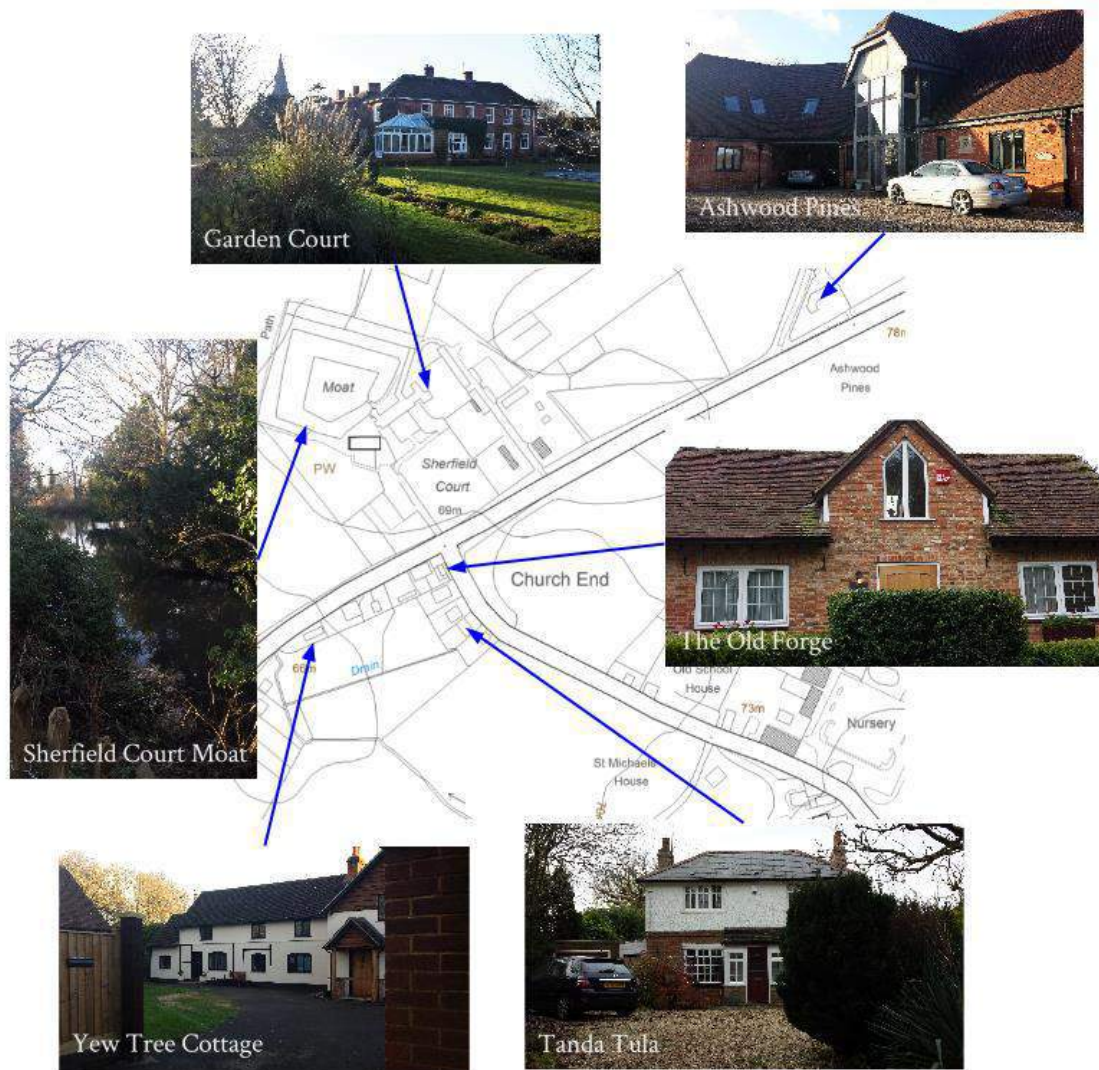 Garden Court
Ashwood Pines
Path
Moat
78m
Ashwood
Pines
PW
Sherfield
Court
69m
Church End
The Old Forge
66m
Drain
Old School
House
73m
Nursery
St Michaels
House
Sherfield Court Moat
Yew Tree Cottage
Tanda Tula